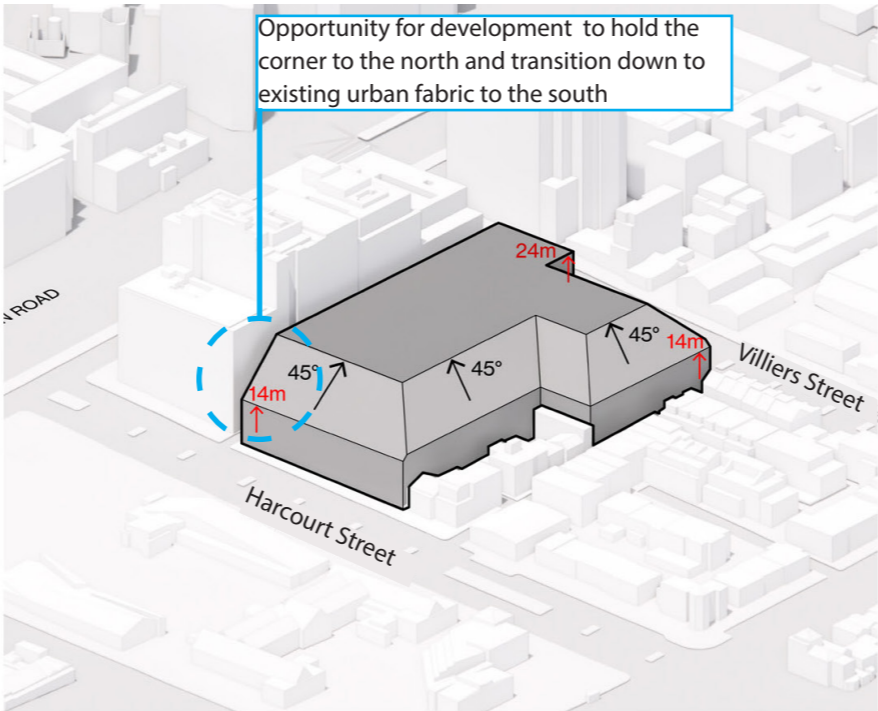 Opportunity for development to hold the
corner to the north and transition down to
existing urban fabric to the south
24m
45°
14m
45°
45°
14m
Villiers Street
Harcourt Street
ROAD